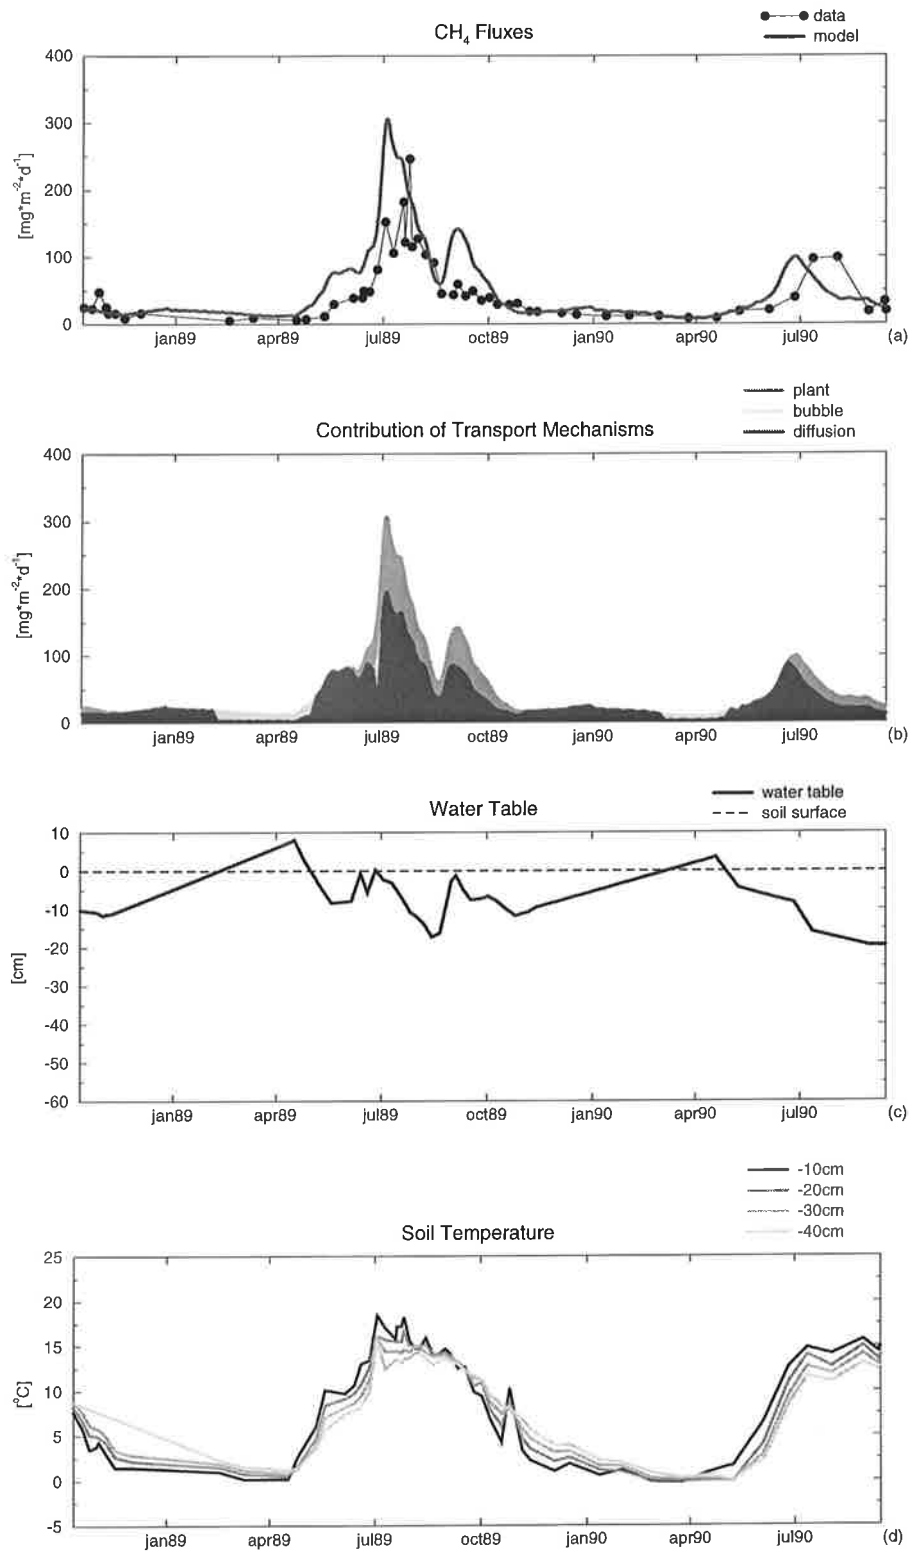 CH4 Fluxes
data
model
400
300
200
100
0
[mg*m-2*d-1]
jan89 apr89 jul89 oct89 jan90 apr90 jul90 (a)
plant
bubble
diffusion
Contribution of Transport Mechanisms
400
300
200
100
0
[mg*m-2*d-1]
jan89 apr89 jul89 oct89 jan90 apr90 jul90 (b)
water table
soil surface
Water Table
10
0
-10
-20
-30
-40
-50
-60
[cm]
jan89 apr89 jul89 oct89 jan90 apr90 jul90 (c)
-10cm
-20cm
-30cm
-40cm
Soil Temperature
25
20
15
10
5
0
-5
[°C]
jan89 apr89 jul89 oct89 jan90 apr90 jul90 (d)